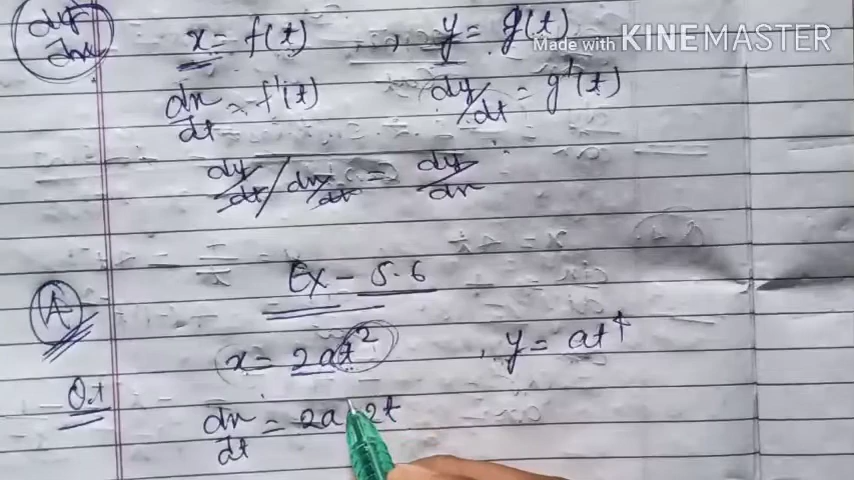 dy/dx x = f(t) , y = g(t)
Made with KINEMASTER
dx/dt = f'(t) dy/dt = g'(t)
dy/dt / dx/dt = dy/dx
Ex - 5.6
A
x = 2at² , y = at⁴
Q.1
dx/dt = 2a 2t